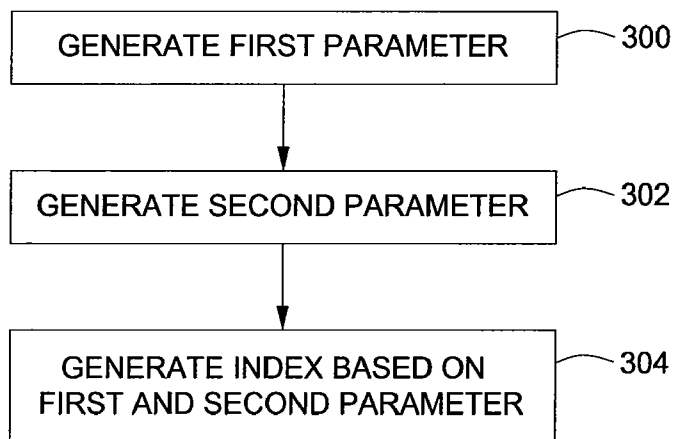 GENERATE FIRST PARAMETER
300
GENERATE SECOND PARAMETER
302
GENERATE INDEX BASED ON
FIRST AND SECOND PARAMETER
304